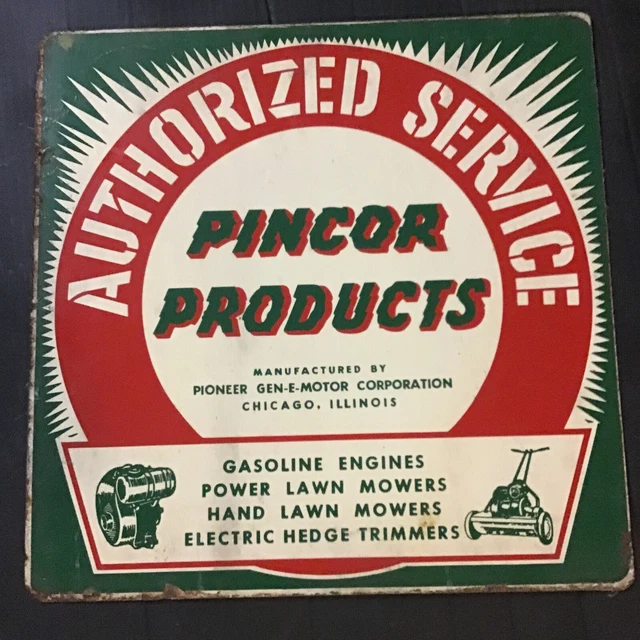 AUTHORIZED SERVICE
PINCOR
PRODUCTS
MANUFACTURED BY
PIONEER GEN-E-MOTOR CORPORATION
CHICAGO, ILLINOIS
GASOLINE ENGINES
POWER LAWN MOWERS
HAND LAWN MOWERS
ELECTRIC HEDGE TRIMMERS